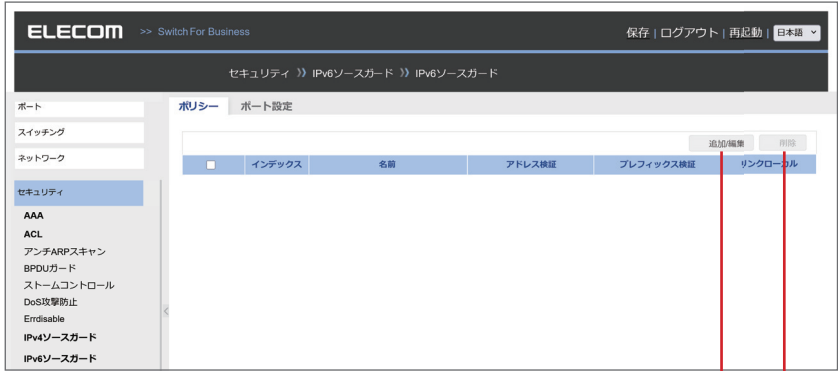 ELECOM >> Switch For Business 保存 | ログアウト | 再起動 | 日本語
セキュリティ 》 IPv6ソースガード 》 IPv6ソースガード
ポート
スイッチング
ネットワーク
セキュリティ
AAA
ACL
アンチARPスキャン
BPDUガード
ストームコントロール
DoS攻撃防止
Errdisable
IPv4ソースガード
IPv6ソースガード
ポリシー ポート設定
追加/編集 削除
インデックス 名前 アドレス検証 プレフィックス検証 リンクローカル